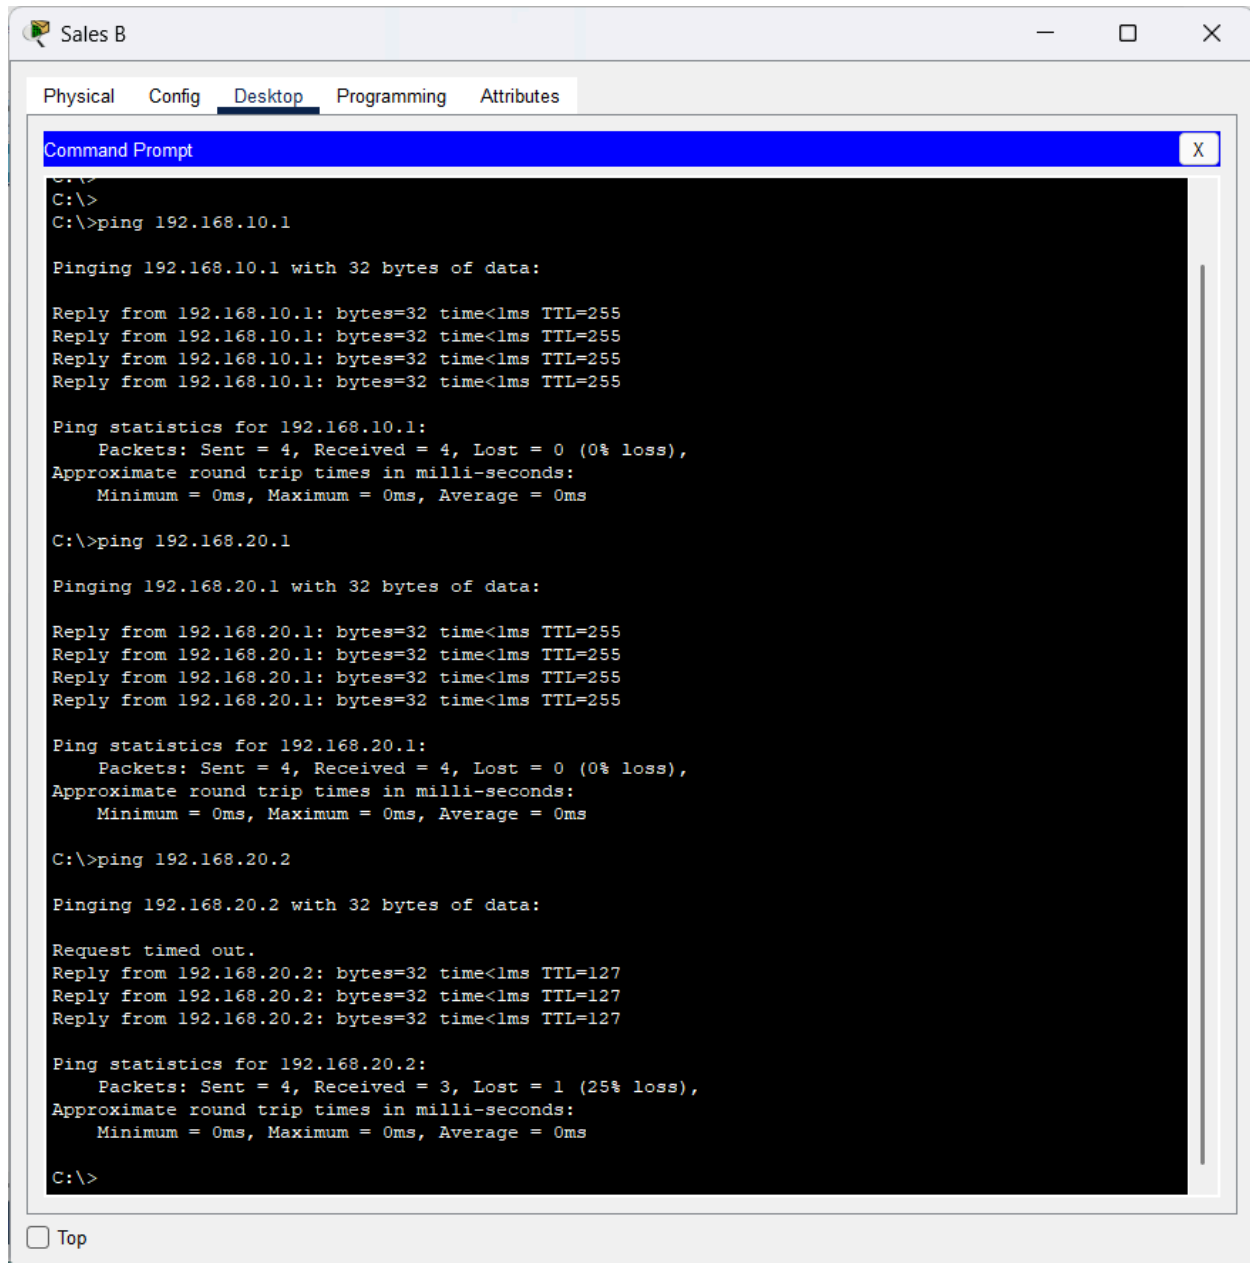 Sales B
Physical Config Desktop Programming Attributes
Command Prompt
X
C:\>
C:\>
C:\>ping 192.168.10.1
Pinging 192.168.10.1 with 32 bytes of data:
Reply from 192.168.10.1: bytes=32 time<1ms TTL=255
Reply from 192.168.10.1: bytes=32 time<1ms TTL=255
Reply from 192.168.10.1: bytes=32 time<1ms TTL=255
Reply from 192.168.10.1: bytes=32 time<1ms TTL=255
Ping statistics for 192.168.10.1:
Packets: Sent = 4, Received = 4, Lost = 0 (0% loss),
Approximate round trip times in milli-seconds:
Minimum = 0ms, Maximum = 0ms, Average = 0ms
C:\>ping 192.168.20.1
Pinging 192.168.20.1 with 32 bytes of data:
Reply from 192.168.20.1: bytes=32 time<1ms TTL=255
Reply from 192.168.20.1: bytes=32 time<1ms TTL=255
Reply from 192.168.20.1: bytes=32 time<1ms TTL=255
Reply from 192.168.20.1: bytes=32 time<1ms TTL=255
Ping statistics for 192.168.20.1:
Packets: Sent = 4, Received = 4, Lost = 0 (0% loss),
Approximate round trip times in milli-seconds:
Minimum = 0ms, Maximum = 0ms, Average = 0ms
C:\>ping 192.168.20.2
Pinging 192.168.20.2 with 32 bytes of data:
Request timed out.
Reply from 192.168.20.2: bytes=32 time<1ms TTL=127
Reply from 192.168.20.2: bytes=32 time<1ms TTL=127
Reply from 192.168.20.2: bytes=32 time<1ms TTL=127
Ping statistics for 192.168.20.2:
Packets: Sent = 4, Received = 3, Lost = 1 (25% loss),
Approximate round trip times in milli-seconds:
Minimum = 0ms, Maximum = 0ms, Average = 0ms
C:\>
Top